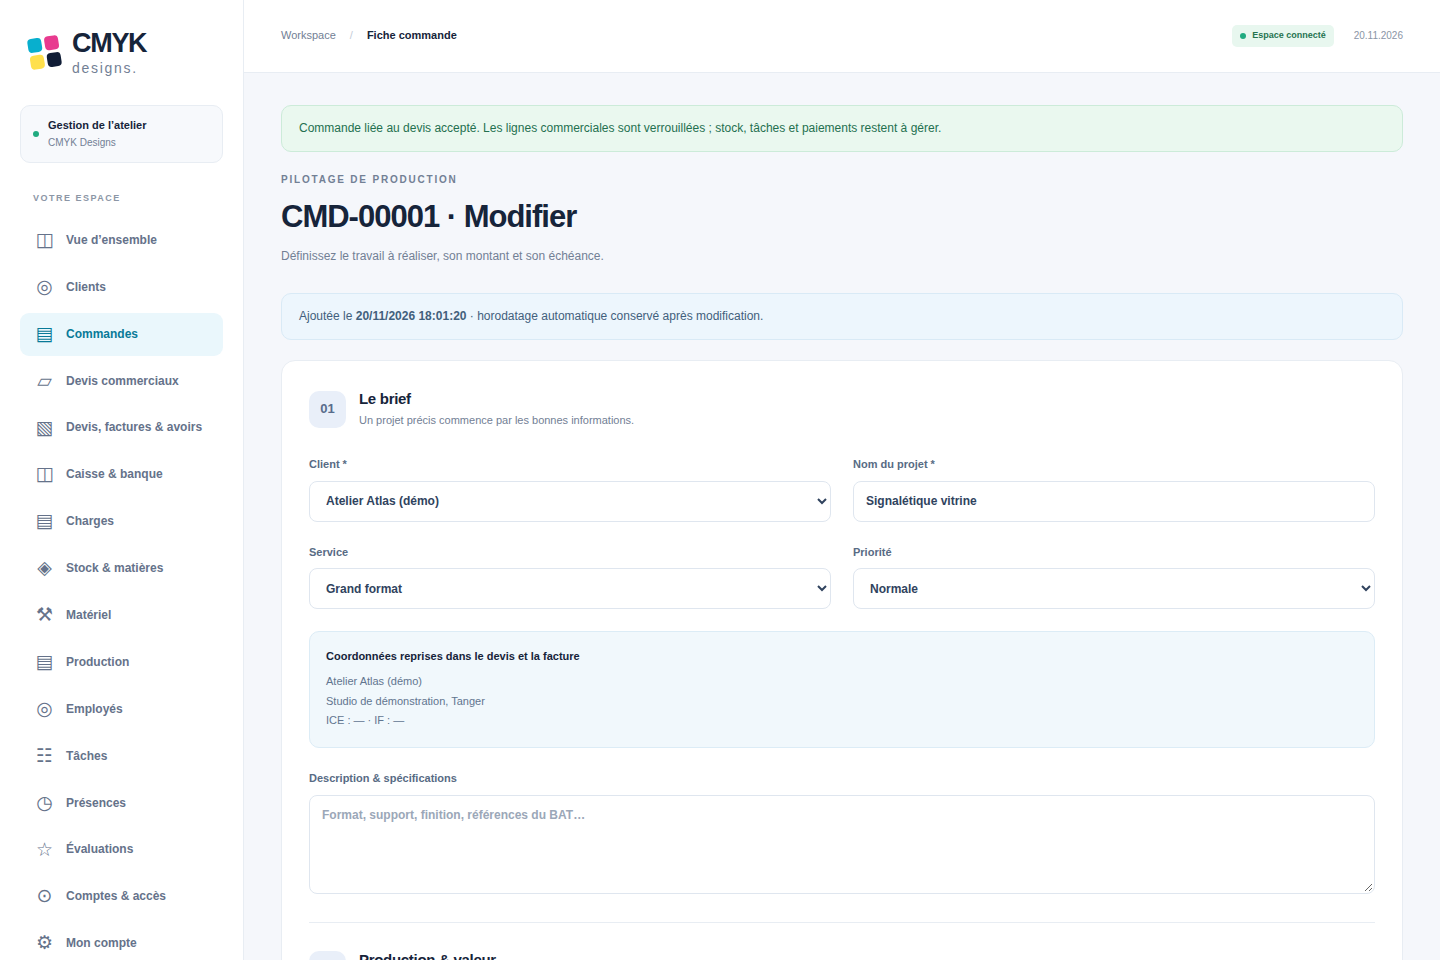 CMYK
designs.
Gestion de l'atelier
CMYK Designs
VOTRE ESPACE
Vue d'ensemble
Clients
Commandes
Devis commerciaux
Devis, factures & avoirs
Caisse & banque
Charges
Stock & matières
Matériel
Production
Employés
Tâches
Présences
Évaluations
Comptes & accès
Mon compte
Workspace / Fiche commande
Espace connecté
20.11.2026
Commande liée au devis accepté. Les lignes commerciales sont verrouillées ; stock, tâches et paiements restent à gérer.
PILOTAGE DE PRODUCTION
CMD-00001 · Modifier
Définissez le travail à réaliser, son montant et son échéance.
Ajoutée le 20/11/2026 18:01:20 · horodatage automatique conservé après modification.
01
Le brief
Un projet précis commence par les bonnes informations.
Client *
Atelier Atlas (démo)
Nom du projet *
Signalétique vitrine
Service
Grand format
Priorité
Normale
Coordonnées reprises dans le devis et la facture
Atelier Atlas (démo)
Studio de démonstration, Tanger
ICE : — · IF : —
Description & spécifications
Format, support, finition, références du BAT…
Production & valeur